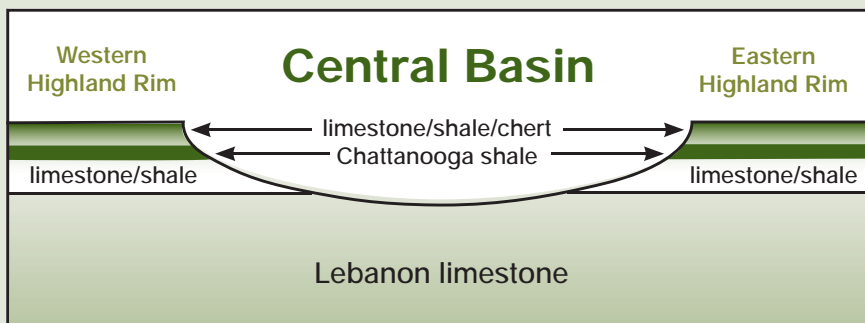 Western
Highland Rim
Central Basin
Eastern
Highland Rim
limestone/shale/chert
Chattanooga shale
limestone/shale
limestone/shale
Lebanon limestone